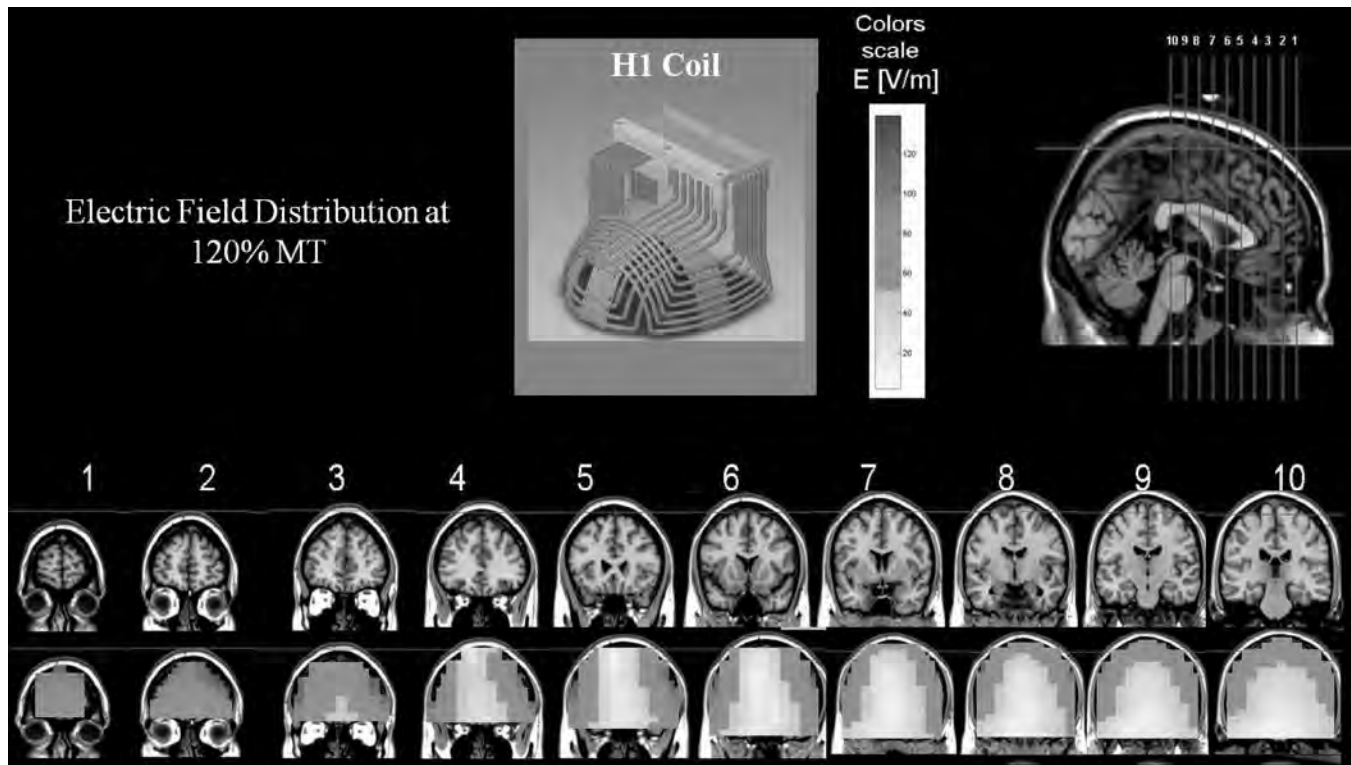 Electric Field Distribution at
120% MT
H1 Coil
Colors
scale
E [V/m]
120
100
80
60
40
20
10 9 8 7 6 5 4 3 2 1
1 2 3 4 5 6 7 8 9 10